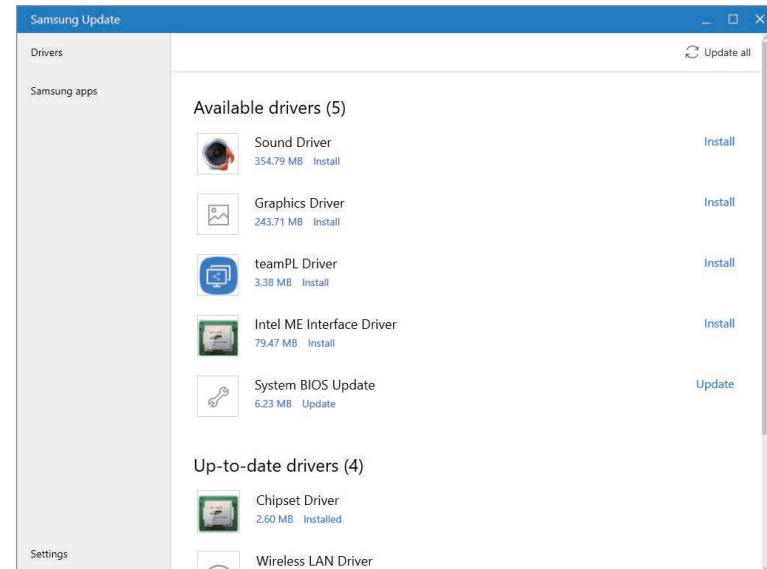 Samsung Update
Drivers
Update all
Samsung apps
Available drivers (5)
Sound Driver
354.79 MB Install
Install
Graphics Driver
243.71 MB Install
Install
teamPL Driver
3.38 MB Install
Install
Intel ME Interface Driver
79.47 MB Install
Install
System BIOS Update
6.23 MB Update
Update
Up-to-date drivers (4)
Chipset Driver
2.60 MB Installed
Wireless LAN Driver
Settings